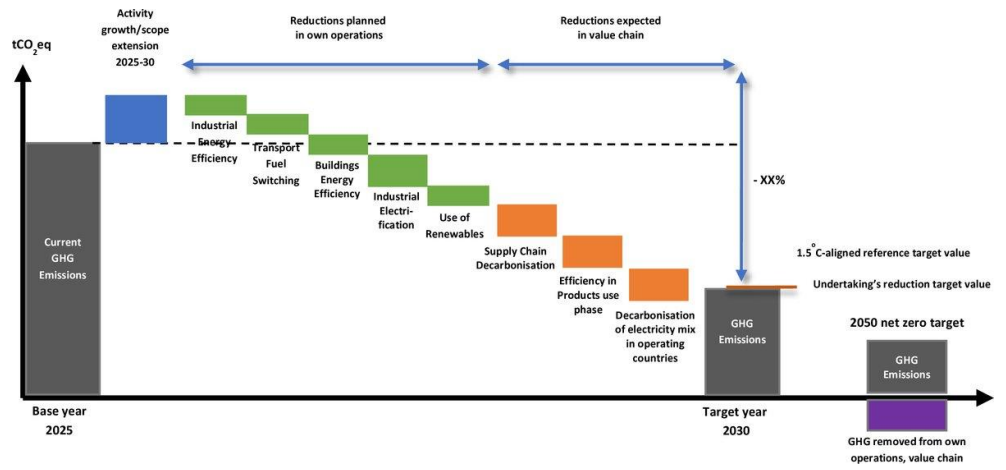 tCO2eq
Activity
growth/scope
extension
2025-30
Reductions planned
in own operations
Reductions expected
in value chain
Industrial
Energy
Efficiency
Transport
Fuel
Switching
Buildings
Energy
Efficiency
Industrial
Electri-
fication
Use of
Renewables
Supply Chain
Decarbonisation
Efficiency in
Products use
phase
Decarbonisation
of electricity mix
in operating
countries
- XX%
1.5°C-aligned reference target value
Undertaking's reduction target value
Current
GHG
Emissions
GHG
Emissions
2050 net zero target
GHG
Emissions
Base year
2025
Target year
2030
GHG removed from own
operations, value chain